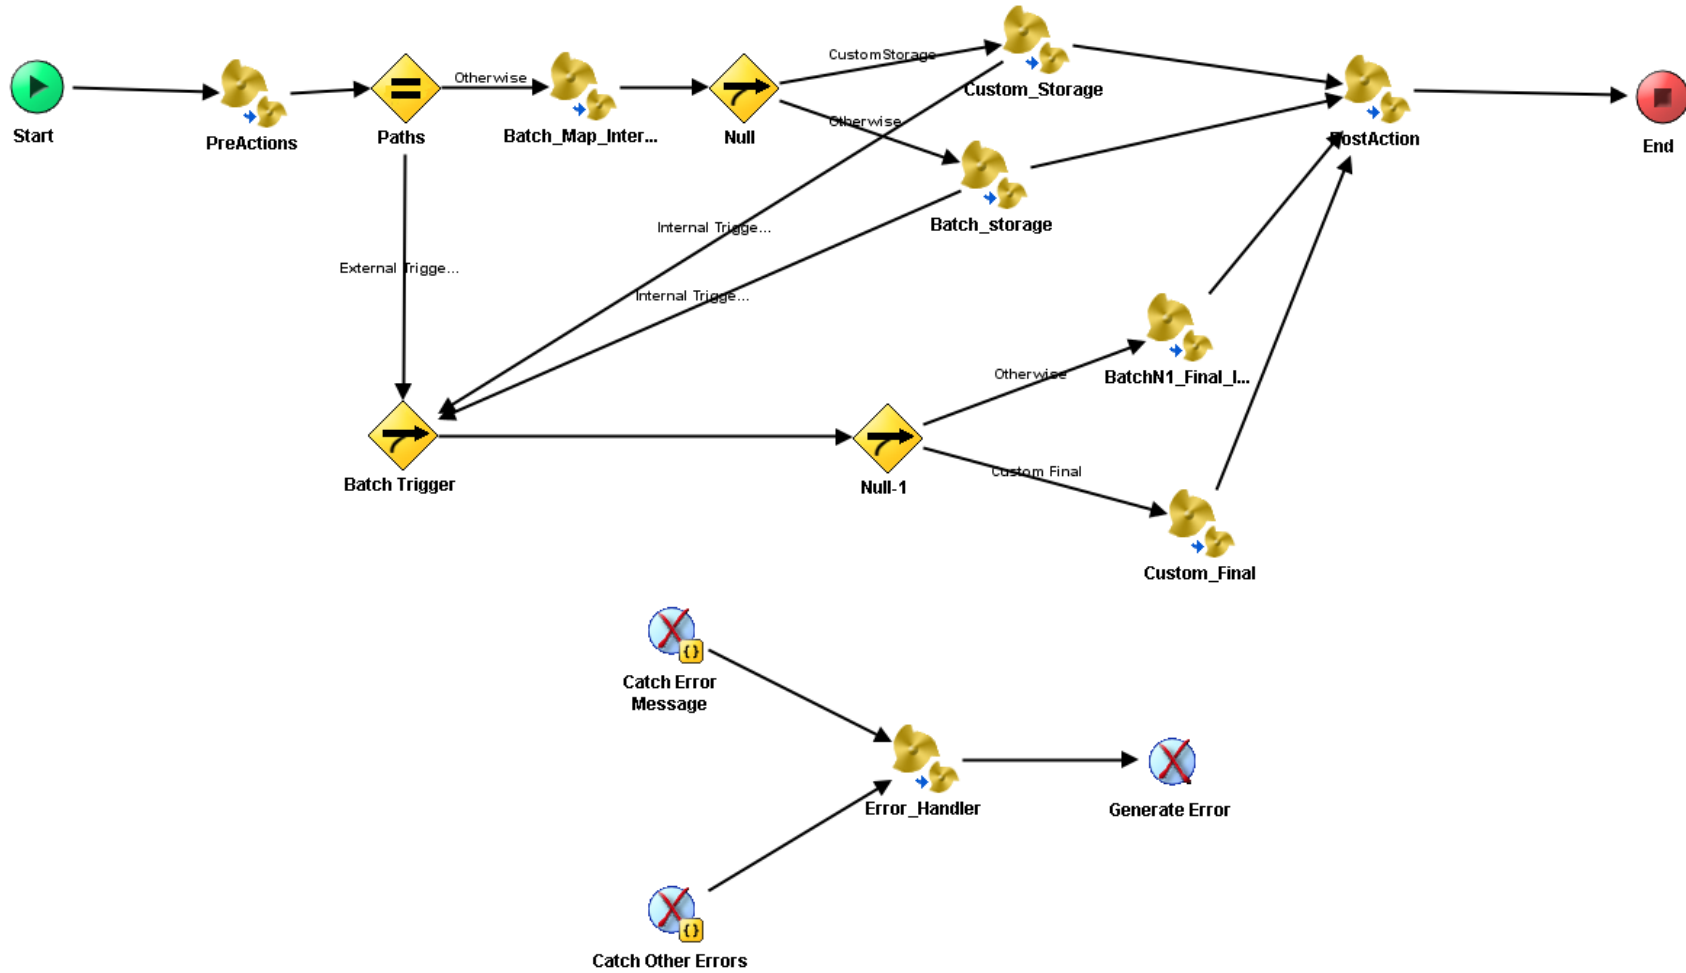 CustomStorage
Otherwise
Custom_Storage
Start
PreActions
Paths
Batch_Map_Inter...
Null
Otherwise
PostAction
End
Batch_storage
Internal Trigge...
External Trigge...
Internal Trigge...
Otherwise
BatchN1_Final_I...
Batch Trigger
Null-1
Custom Final
Custom_Final
Catch Error
Message
Error_Handler
Generate Error
Catch Other Errors